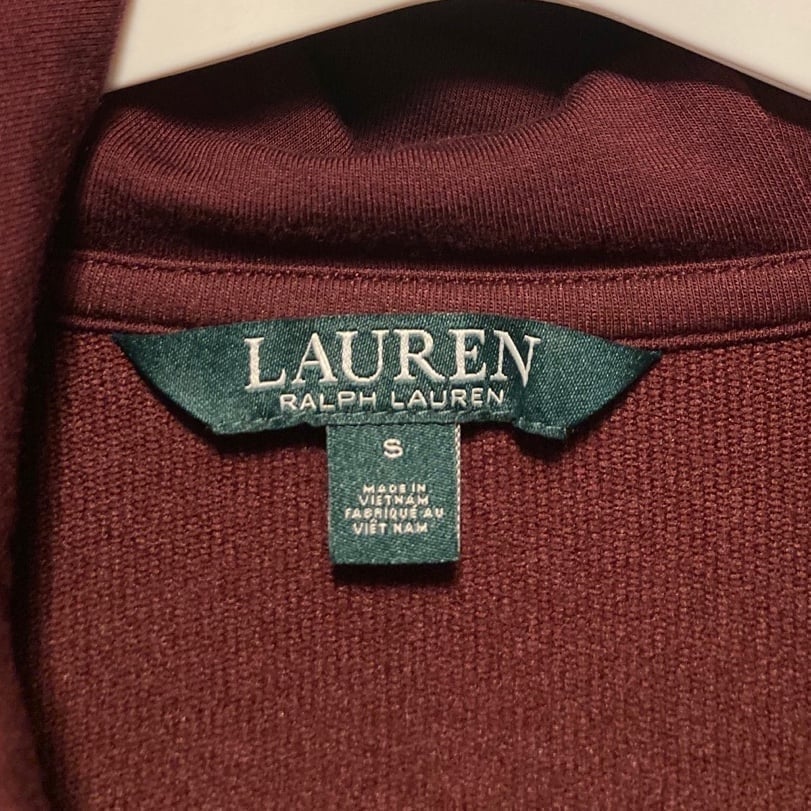 LAUREN
RALPH LAUREN
S
MADE IN
VIETNAM
FABRIQUÉ AU
VIÊT NAM